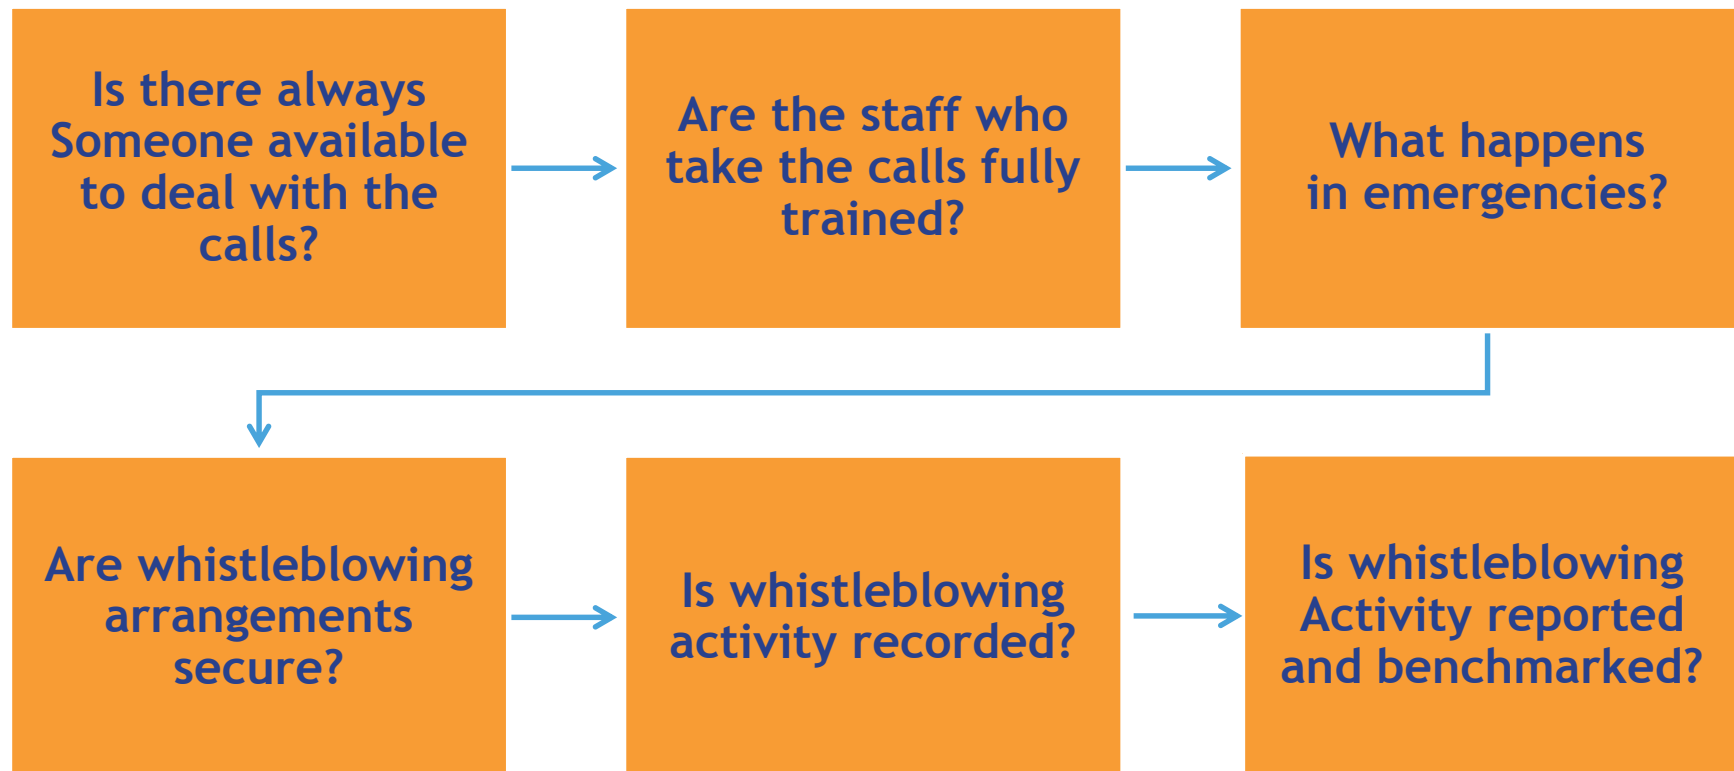 Is there always
Someone available
to deal with the
calls?
Are the staff who
take the calls fully
trained?
What happens
in emergencies?
Are whistleblowing
arrangements
secure?
Is whistleblowing
activity recorded?
Is whistleblowing
Activity reported
and benchmarked?